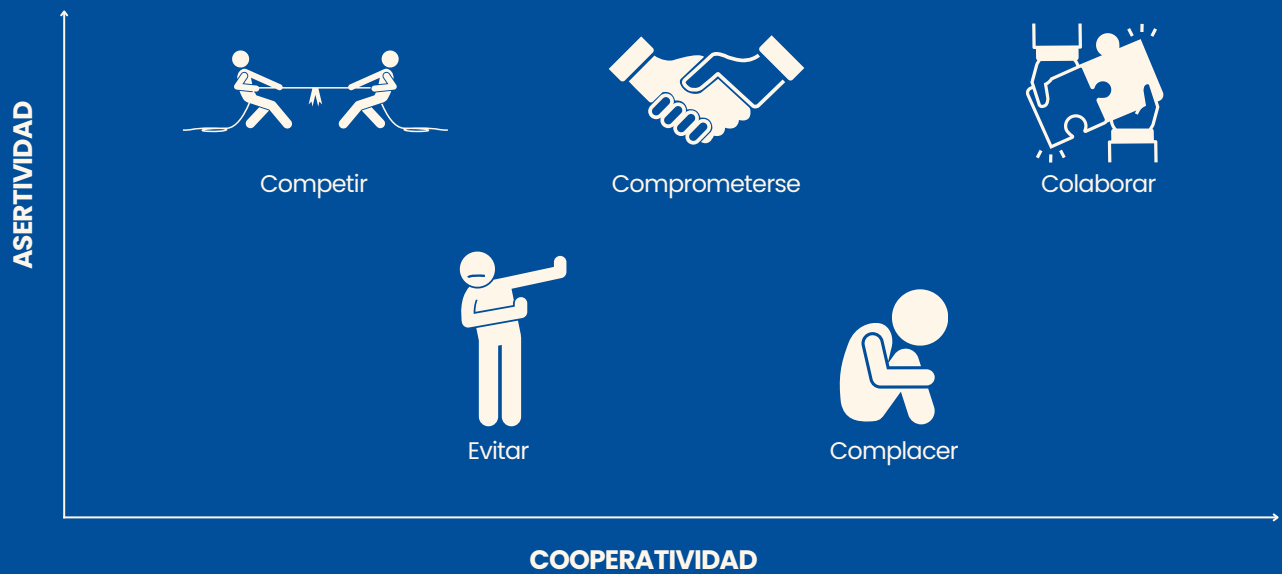 ASERTIVIDAD
Competir
Comprometerse
Colaborar
Evitar
Complacer
COOPERATIVIDAD